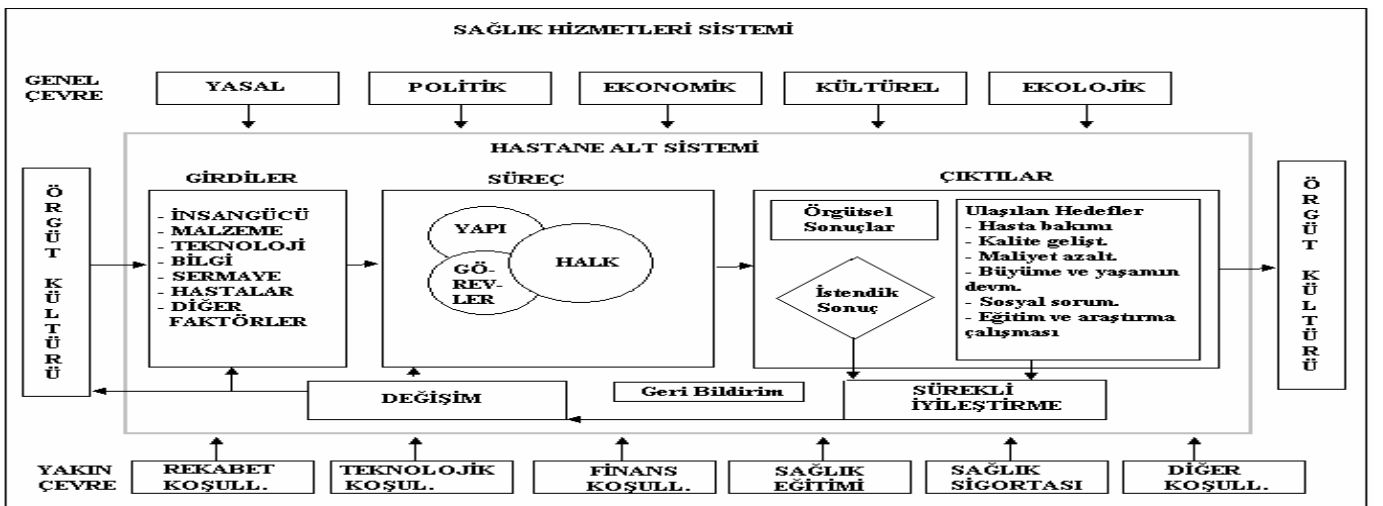 SAĞLIK HİZMETLERİ SİSTEMİ
GENEL
ÇEVRE
YASAL
POLİTİK
EKONOMİK
KÜLTÜREL
EKOLOJİK
HASTANE ALT SİSTEMİ
ÖRGÜT KÜLTÜRÜ
GİRDİLER
- İNSANGÜCÜ
- MALZEME
- TEKNOLOJİ
- BİLGİ
- SERMAYE
- HASTALAR
- DİĞER
FAKTÖRLER
SÜREÇ
YAPI
GÖ-
REV-
LER
HALK
ÇIKTILAR
Örgütsel
Sonuçlar
İstendik
Sonuç
Ulaşılan Hedefler
- Hasta bakımı
- Kalite gelişt.
- Maliyet azalt.
- Büyüme ve yaşamın
devm.
- Sosyal sorum.
- Eğitim ve araştırma
çalışması
ÖRGÜT KÜLTÜRÜ
DEĞİŞİM
Geri Bildirim
SÜREKLİ
İYİLEŞTİRME
YAKIN
ÇEVRE
REKABET
KOŞULL.
TEKNOLOJİK
KOŞUL.
FİNANS
KOŞULL.
SAĞLIK
EĞİTİMİ
SAĞLIK
SİGORTASI
DİĞER
KOŞULL.